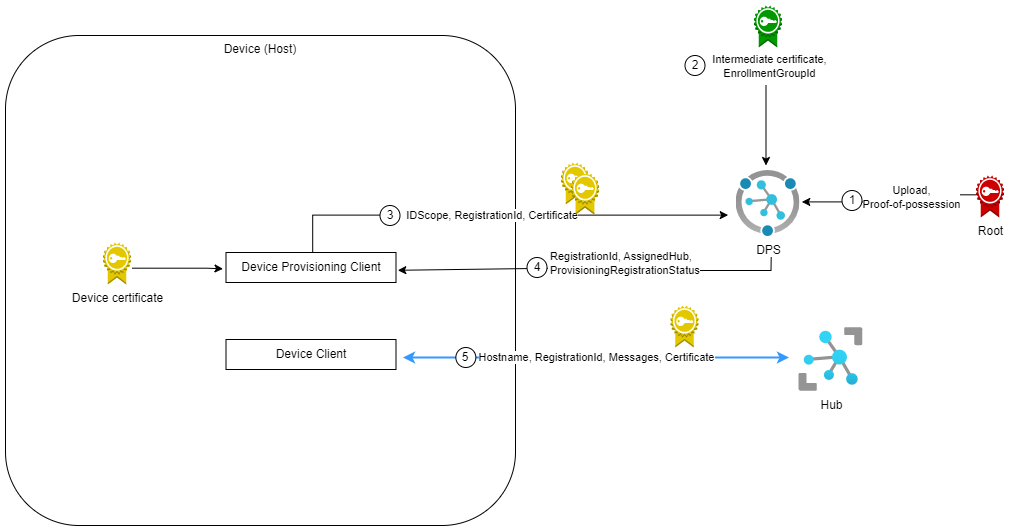 Device (Host)
2
Intermediate certificate,
EnrollmentGroupId
1
Upload,
Proof-of-possession
Root
DPS
3
IDScope, RegistrationId, Certificate
Device certificate
Device Provisioning Client
4
RegistrationId, AssignedHub,
ProvisioningRegistrationStatus
Device Client
5
Hostname, RegistrationId, Messages, Certificate
Hub